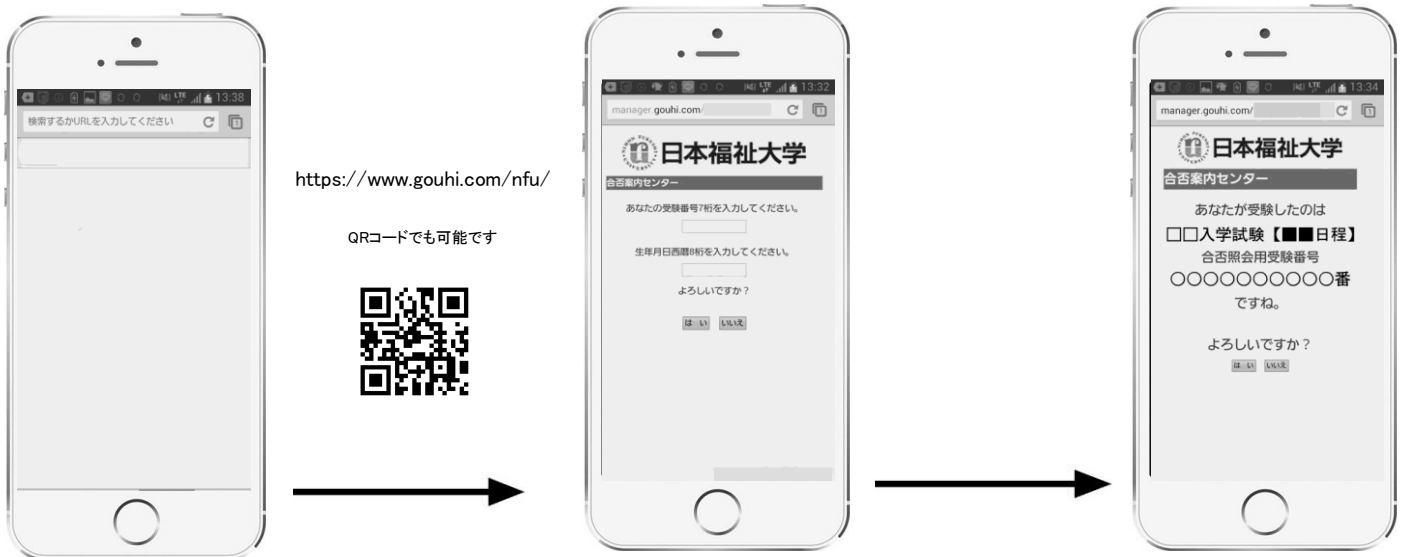 13:38
検索するかURLを入力してください
https://www.gouhi.com/nfu/
QRコードでも可能です
LTE 13:32
manager.gouhi.com/
日本福祉大学
合否案内センター
あなたの受験番号7桁を入力してください。
生年月日西暦8桁を入力してください。
よろしいですか？
は い いいえ
LTE 13:34
manager.gouhi.com/
日本福祉大学
合否案内センター
あなたが受験したのは
□□入学試験【■■日程】
合否照会用受験番号
○○○○○○○○○○番
ですね。
よろしいですか？
は い いいえ